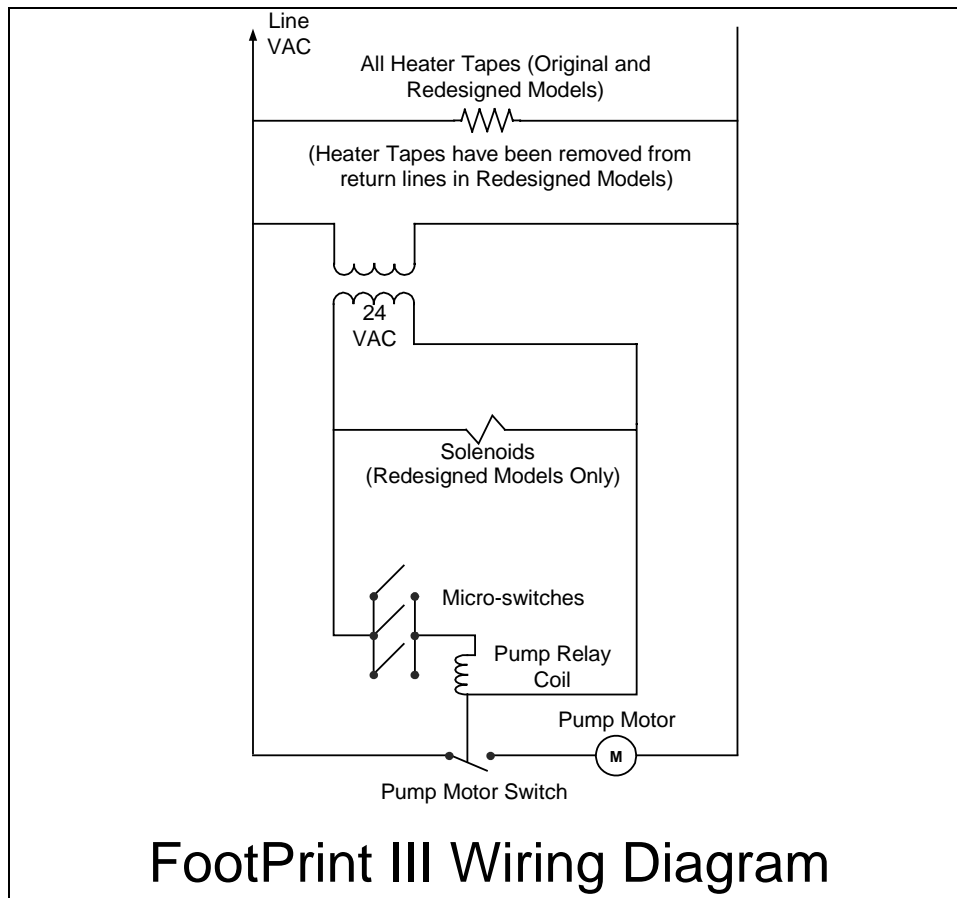 Line
VAC
All Heater Tapes (Original and
Redesigned Models)
(Heater Tapes have been removed from
return lines in Redesigned Models)
24
VAC
Solenoids
(Redesigned Models Only)
Micro-switches
Pump Relay
Coil
Pump Motor
M
Pump Motor Switch
FootPrint III Wiring Diagram